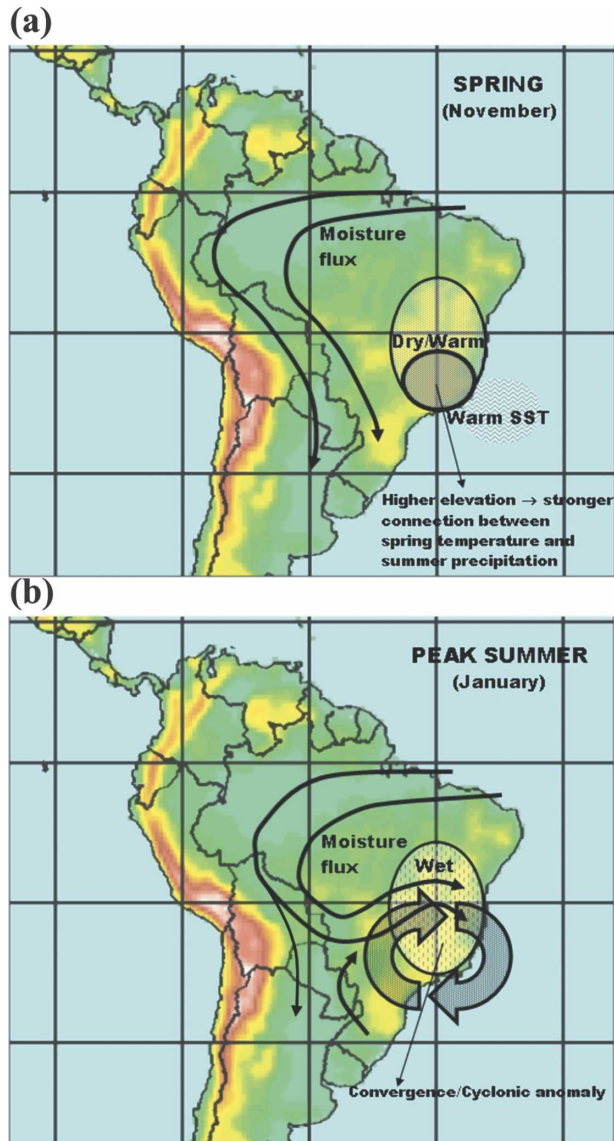 (a)
SPRING
(November)
Moisture
flux
Dry/Warm
Warm SST
Higher elevation → stronger
connection between
spring temperature and
summer precipitation
(b)
PEAK SUMMER
(January)
Moisture
flux
Wet
Convergence/Cyclonic anomaly